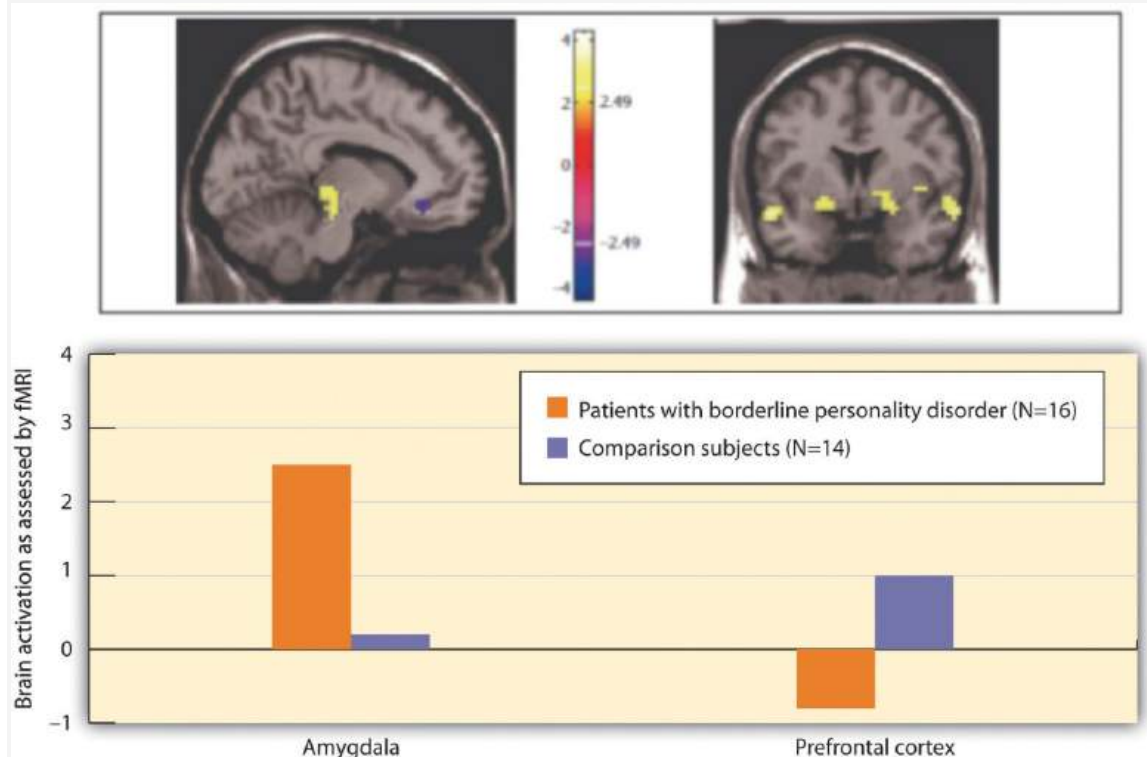 4
2
2.49
0
−2
−2.49
−4
Brain activation as assessed by fMRI
4
3
2
1
0
−1
Patients with borderline personality disorder (N=16)
Comparison subjects (N=14)
Amygdala
Prefrontal cortex